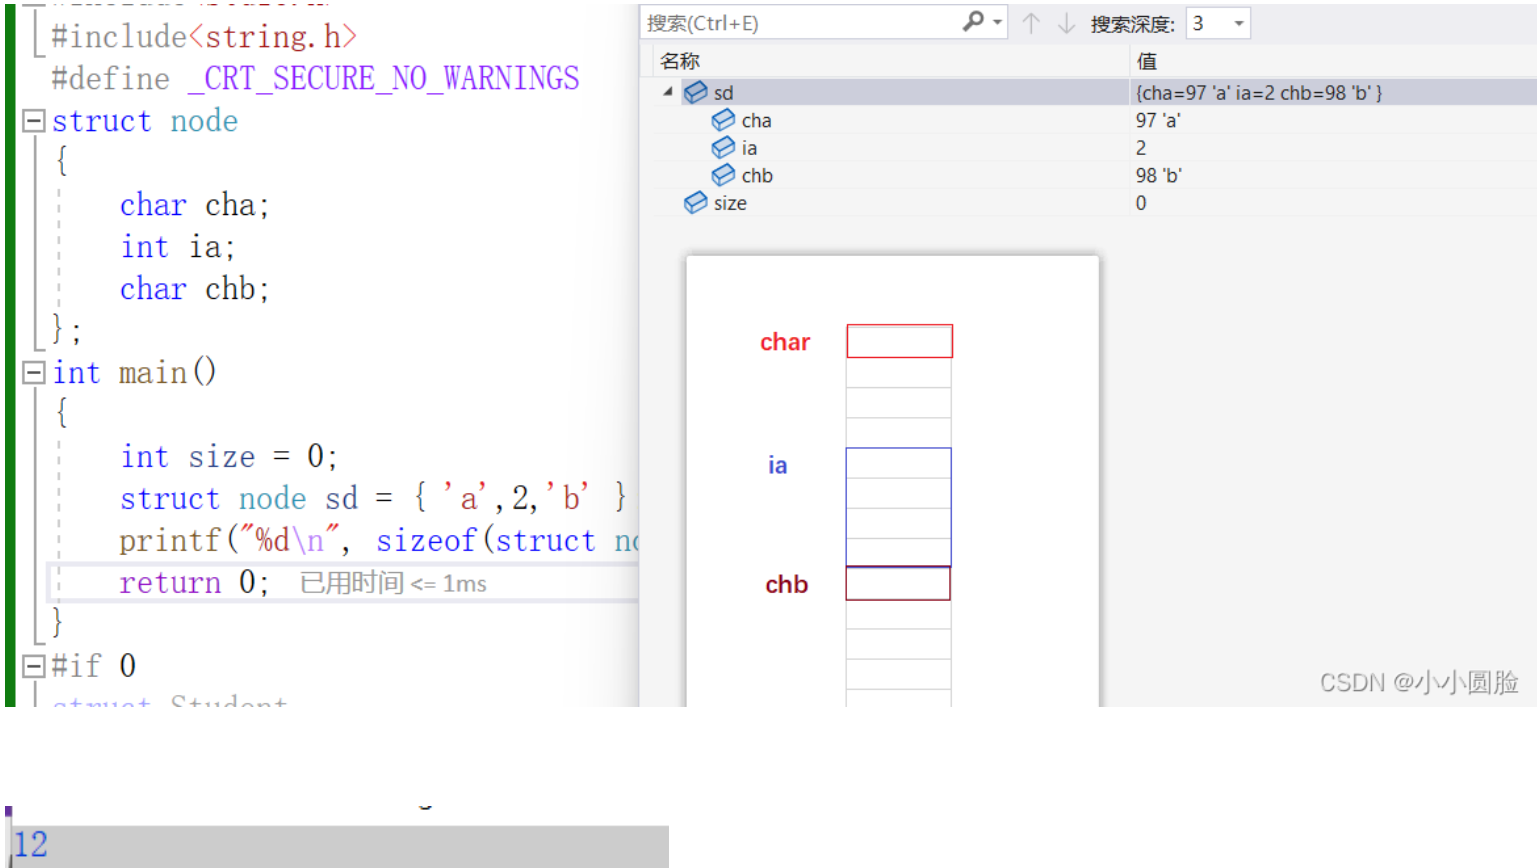 #include<string.h>
#define _CRT_SECURE_NO_WARNINGS
struct node
{
char cha;
int ia;
char chb;
};
int main()
{
int size = 0;
struct node sd = { 'a',2,'b' }
printf("%d\n", sizeof(struct
return 0; 已用时间 <= 1ms
}
#if 0
struct Student
搜索(Ctrl+E) 搜索深度: 3
名称 值
sd {cha=97 'a' ia=2 chb=98 'b' }
cha 97 'a'
ia 2
chb 98 'b'
size 0
char
ia
chb
CSDN @小小圆脸
12